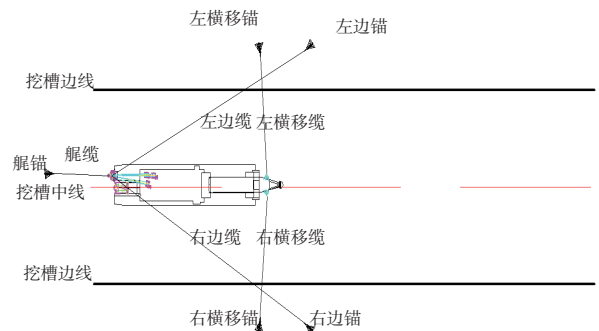 左横移锚
左边锚
挖槽边线
左边缆 左横移缆
艉缆
艉锚
挖槽中线
右边缆 右横移缆
挖槽边线
右横移锚
右边锚